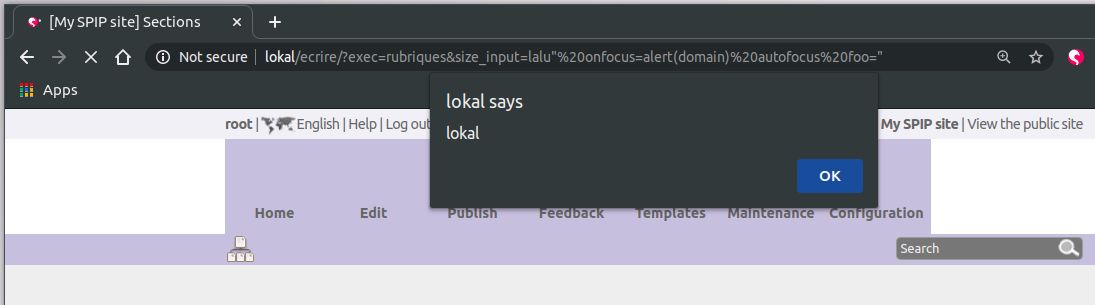 [My SPIP site] Sections
Not secure | lokal/ecrire/?exec=rubriques&size_input=lalu"%20onfocus=alert(domain)%20autofocus%20foo="
Apps
lokal says
lokal
OK
root | English | Help | Log out
My SPIP site | View the public site
Home Edit Publish Feedback Templates Maintenance Configuration
Search